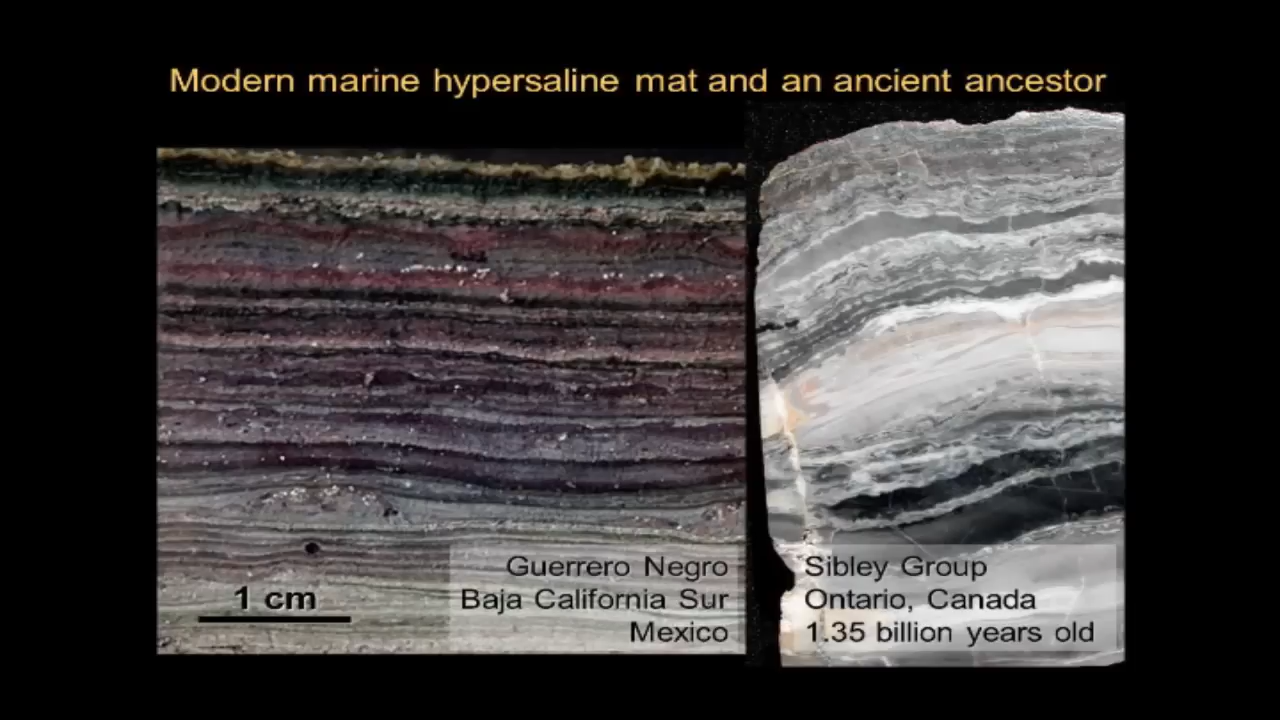 Modern marine hypersaline mat and an ancient ancestor
1 cm
Guerrero Negro
Baja California Sur
Mexico
Sibley Group
Ontario, Canada
1.35 billion years old